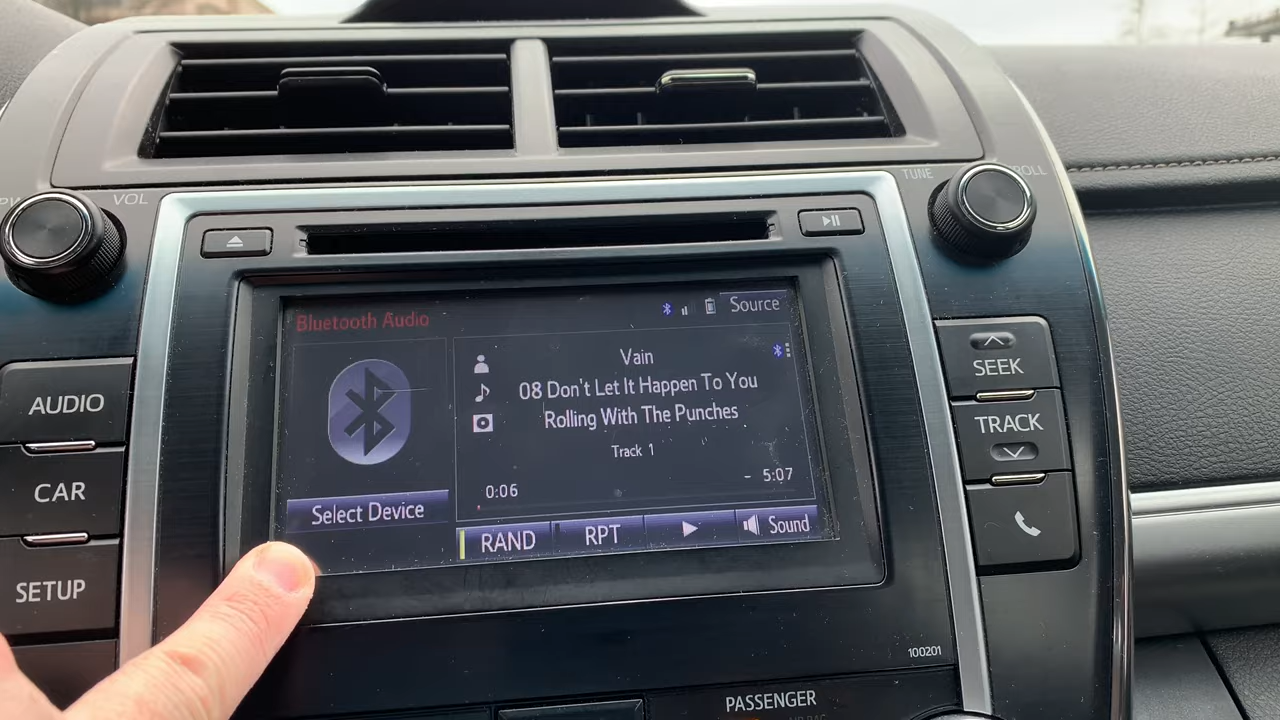 VOL
TUNE
AUDIO
CAR
SETUP
Bluetooth Audio
Source
Vain
08 Don't Let It Happen To You
Rolling With The Punches
Track 1
0:06
- 5:07
Select Device
RAND
RPT
Sound
SEEK
TRACK
100201
PASSENGER